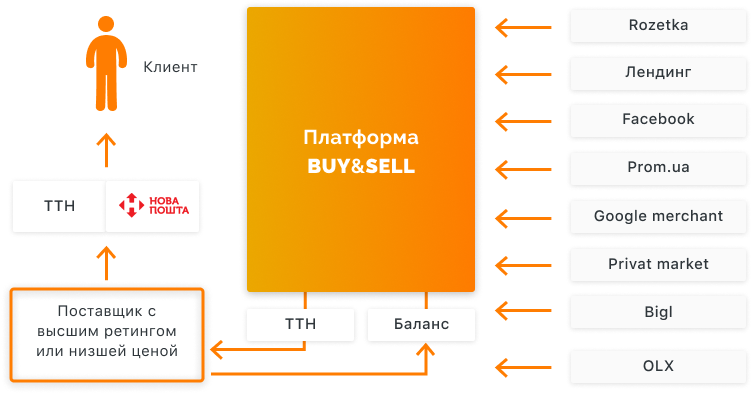 Клиент
ТТН
НОВА
ПОШТА
Поставщик с
высшим ретингом
или низшей ценой
Платформа
BUY&SELL
ТТН
Баланс
Rozetka
Лендинг
Facebook
Prom.ua
Google merchant
Privat market
Bigl
OLX